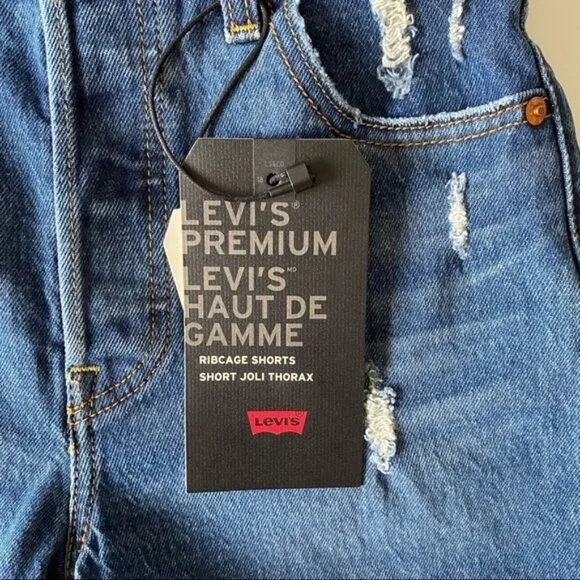 LEVI'S®
PREMIUM
LEVI'S MD
HAUT DE
GAMME
RIBCAGE SHORTS
SHORT JOLI THORAX
LEVI'S